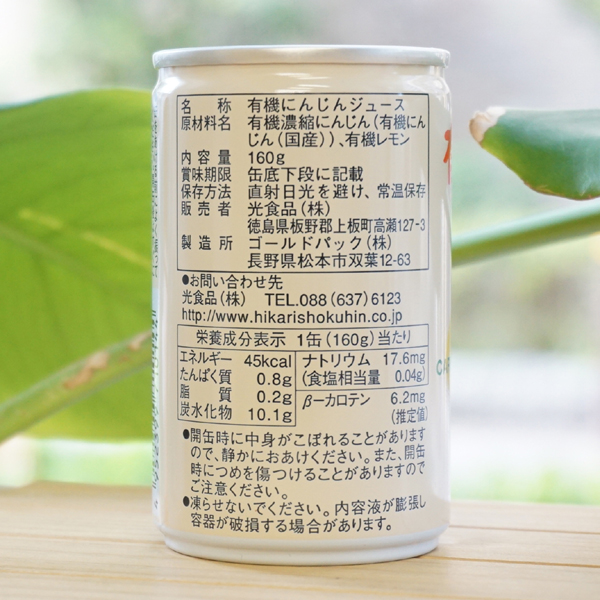 名称 有機にんじんジュース
原材料名 有機濃縮にんじん(有機にん
じん(国産))、有機レモン
内容量 160g
賞味期限 缶底下段に記載
保存方法 直射日光を避け、常温保存
販売者 光食品(株)
徳島県板野郡上板町高瀬127-3
製造所 ゴールドパック(株)
長野県松本市双葉12-63
●お問い合わせ先
光食品(株) TEL.088(637)6123
http://www.hikarishokuhin.co.jp
栄養成分表示 1缶(160g)当たり
エネルギー 45kcal
たんぱく質 0.8g
脂質 0.2g
炭水化物 10.1g
ナトリウム 17.6mg
(食塩相当量 0.04g)
β-カロテン 6.2mg
(推定値)
●開缶時に中身がこぼれることがあります
ので、静かにおあけください。また、開缶
時につめを傷つけることがありますので
ご注意ください。
●凍らせないでください。内容液が膨張し
容器が破損する場合があります。